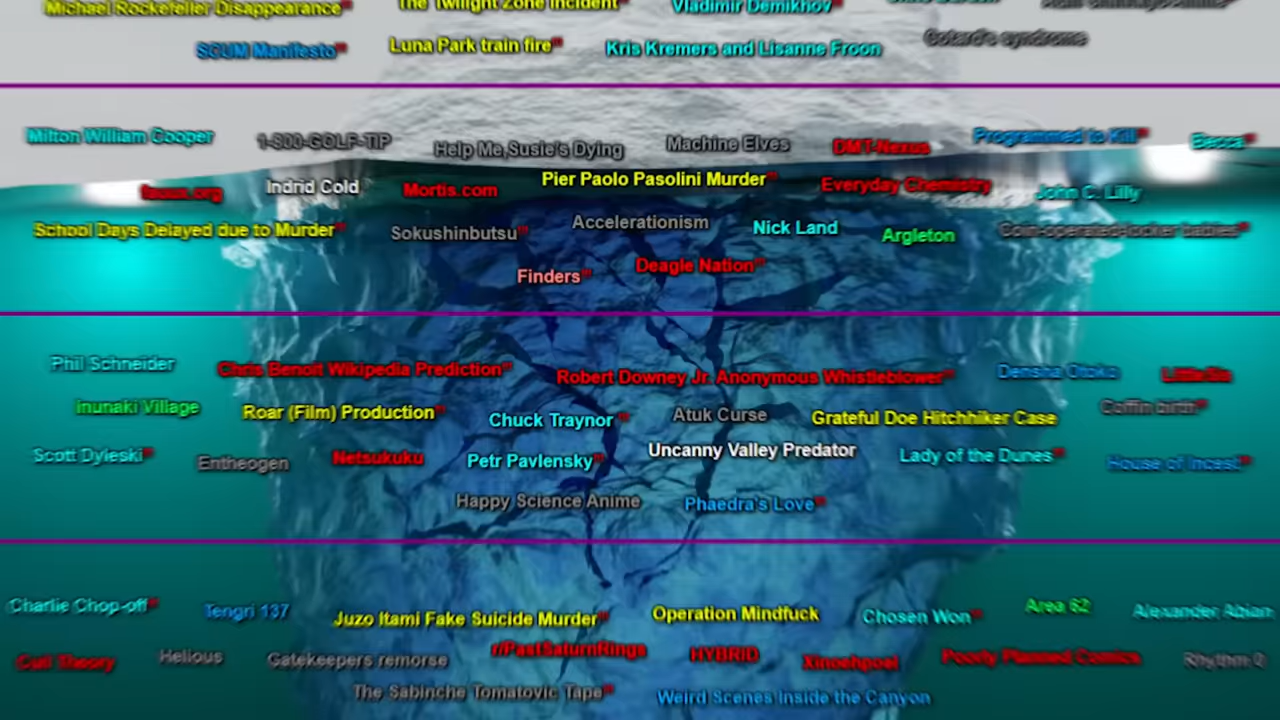 Michael Rockefeller Disappearance
The Twilight Zone Incident
Vladimir Demikhov
SCUM Manifesto
Luna Park train fire
Kris Kremers and Lisanne Froon
Cotard's syndrome
Milton William Cooper
1-800-GOLF-TIP
Help Me,Susie's Dying
Machine Elves
DMT-Nexus
Programmed to Kill
Becca
Indrid Cold
Mortis.com
Pier Paolo Pasolini Murder
Everyday Chemistry
John C. Lilly
School Days Delayed due to Murder
Sokushinbutsu
Accelerationism
Nick Land
Argleton
Coin-operated-locker babies
Finders
Deagle Nation
Phil Schneider
Chris Benoit Wikipedia Prediction
Robert Downey Jr. Anonymous Whistleblower
Densha Otoko
Inunaki Village
Roar (Film) Production
Chuck Traynor
Atuk Curse
Grateful Doe Hitchhiker Case
Coffin birth
Scott Dyleski
Entheogen
Netsukuku
Petr Pavlensky
Uncanny Valley Predator
Lady of the Dunes
House of Incest
Happy Science Anime
Phaedra's Love
Charlie Chop-off
Tengri 137
Juzo Itami Fake Suicide Murder
Operation Mindfuck
Chosen Won
Area 62
Alexander Abian
Helious
Gatekeepers remorse
r/PastSaturnRings
HYBRID
Xinoehpoel
Poorly Planned Comics
Rhythm 0
The Sabinche Tomatovic Tape
Weird Scenes Inside the Canyon